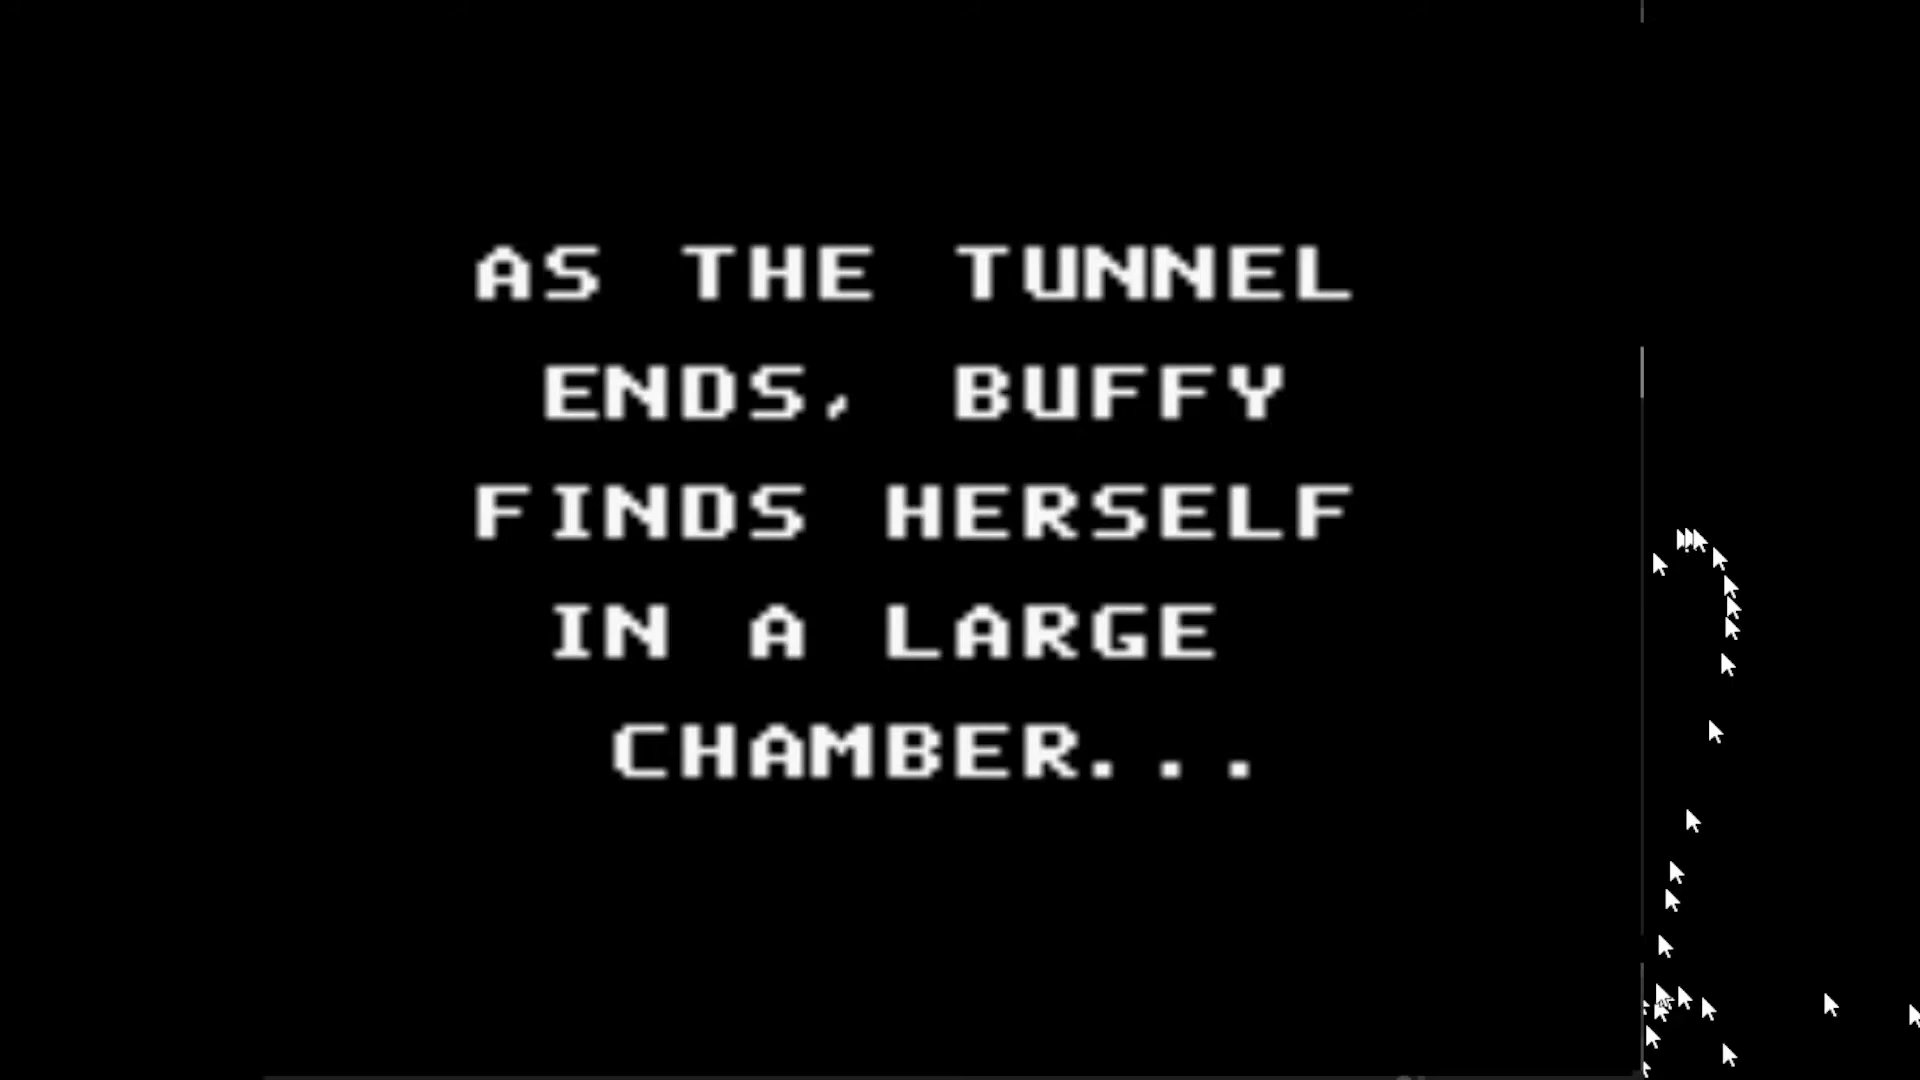 AS THE TUNNEL
ENDS, BUFFY
FINDS HERSELF
IN A LARGE
CHAMBER...